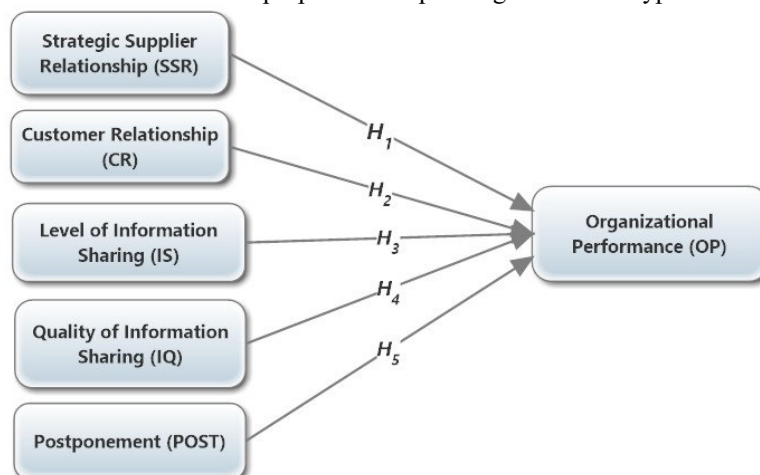 Strategic Supplier
Relationship (SSR)
H1
Customer Relationship
(CR)
H2
Level of Information
Sharing (IS)
H3
Organizational
Performance (OP)
Quality of Information
Sharing (IQ)
H4
Postponement (POST)
H5